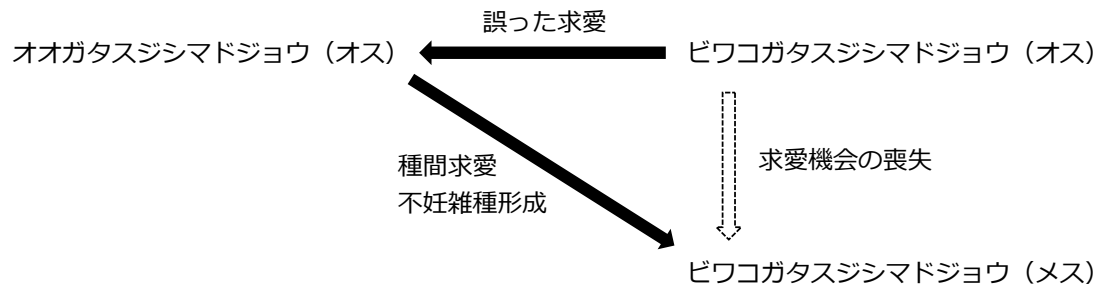 誤った求愛
オオガタスジシマドジョウ（オス）
ビワコガタスジシマドジョウ（オス）
種間求愛
不妊雑種形成
求愛機会の喪失
ビワコガタスジシマドジョウ（メス）